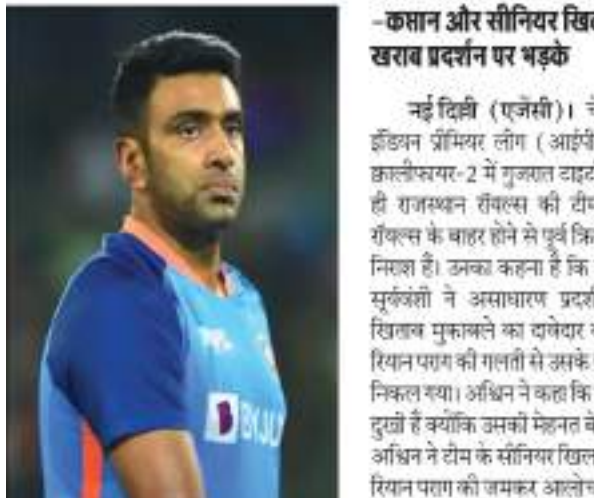 -कप्तान और सीनियर
खराब प्रदर्शन पर भड़के
नई दिल्ली (एजेंसी)।
इंडियन प्रीमियर लीग (आईपी
क्वालीफायर-2 में गुजरात टाइट
ही राजस्थान रॉयल्स की टीम
रॉयल्स के बाहर होने से पूर्व क्रि
निराश हैं। उनका कहना है कि
सूर्यवंशी ने असाधारण प्रदर्श
खिताब मुकाबले का दावेदार
रियान पराग की गलती से उसके
निकल गया। अश्विन ने कहा कि
दुखी हैं क्योंकि उसकी मेहनत बे
अश्विन ने टीम के सीनियर खिल
रियान पराग की जमकर आलोच
BYJU